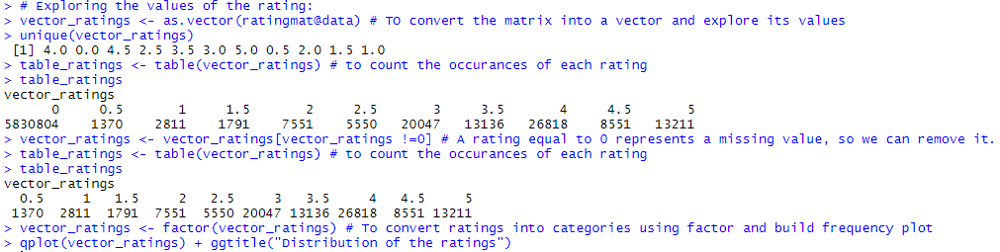 > # Exploring the values of the rating:
> vector_ratings <- as.vector(ratingmat@data) # TO convert the matrix into a vector and explore its values
> unique(vector_ratings)
[1] 4.0 0.0 4.5 2.5 3.5 3.0 5.0 0.5 2.0 1.5 1.0
> table_ratings <- table(vector_ratings) # to count the occurances of each rating
> table_ratings
vector_ratings
0 0.5 1 1.5 2 2.5 3 3.5 4 4.5 5
5830804 1370 2811 1791 7551 5550 20047 13136 26818 8551 13211
> vector_ratings <- vector_ratings[vector_ratings !=0] # A rating equal to 0 represents a missing value, so we can remove it.
> table_ratings <- table(vector_ratings) # to count the occurances of each rating
> table_ratings
vector_ratings
0.5 1 1.5 2 2.5 3 3.5 4 4.5 5
1370 2811 1791 7551 5550 20047 13136 26818 8551 13211
> vector_ratings <- factor(vector_ratings) # To convert ratings into categories using factor and build frequency plot
> qplot(vector_ratings) + ggtitle("Distribution of the ratings")